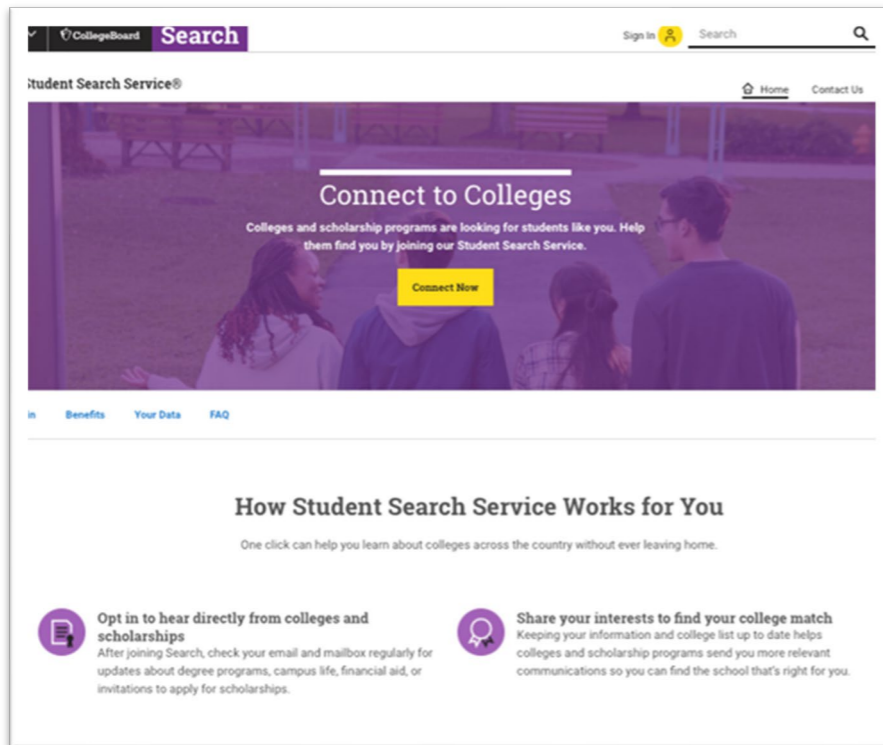 CollegeBoard Search Sign In Search
Student Search Service®
Home Contact Us
Connect to Colleges
Colleges and scholarship programs are looking for students like you. Help
them find you by joining our Student Search Service.
Connect Now
in Benefits Your Data FAQ
How Student Search Service Works for You
One click can help you learn about colleges across the country without ever leaving home.
Opt in to hear directly from colleges and
scholarships
After joining Search, check your email and mailbox regularly for
updates about degree programs, campus life, financial aid, or
invitations to apply for scholarships.
Share your interests to find your college match
Keeping your information and college list up to date helps
colleges and scholarship programs send you more relevant
communications so you can find the school that's right for you.